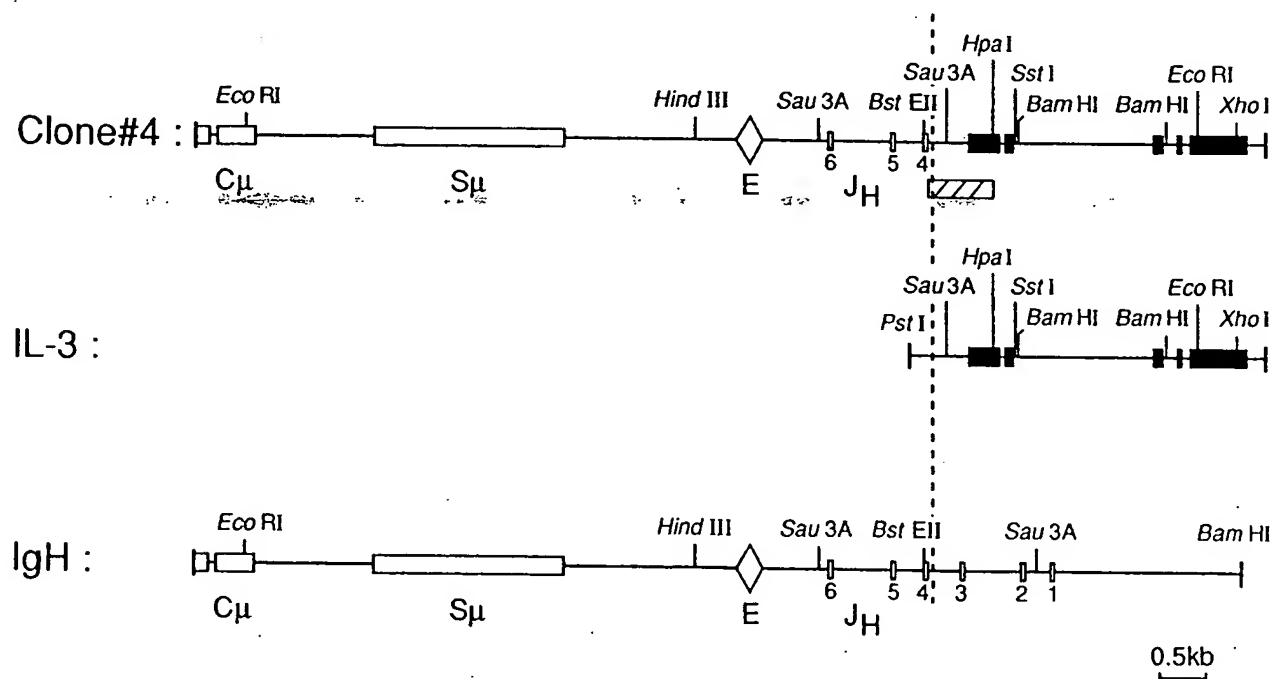 Clone#4 :
Eco RI
Hind III
Sau 3A
Bst EII
Sau 3A
Hpa I
Sst I
Bam HI
Bam HI
Eco RI
Xho I
Cμ
Sμ
E
6
5
4
JH
IL-3 :
Pst I
Sau 3A
Hpa I
Sst I
Bam HI
Bam HI
Eco RI
Xho I
IgH :
Eco RI
Hind III
Sau 3A
Bst EII
Sau 3A
Bam HI
Cμ
Sμ
E
6
5
4
3
2
1
JH
0.5kb